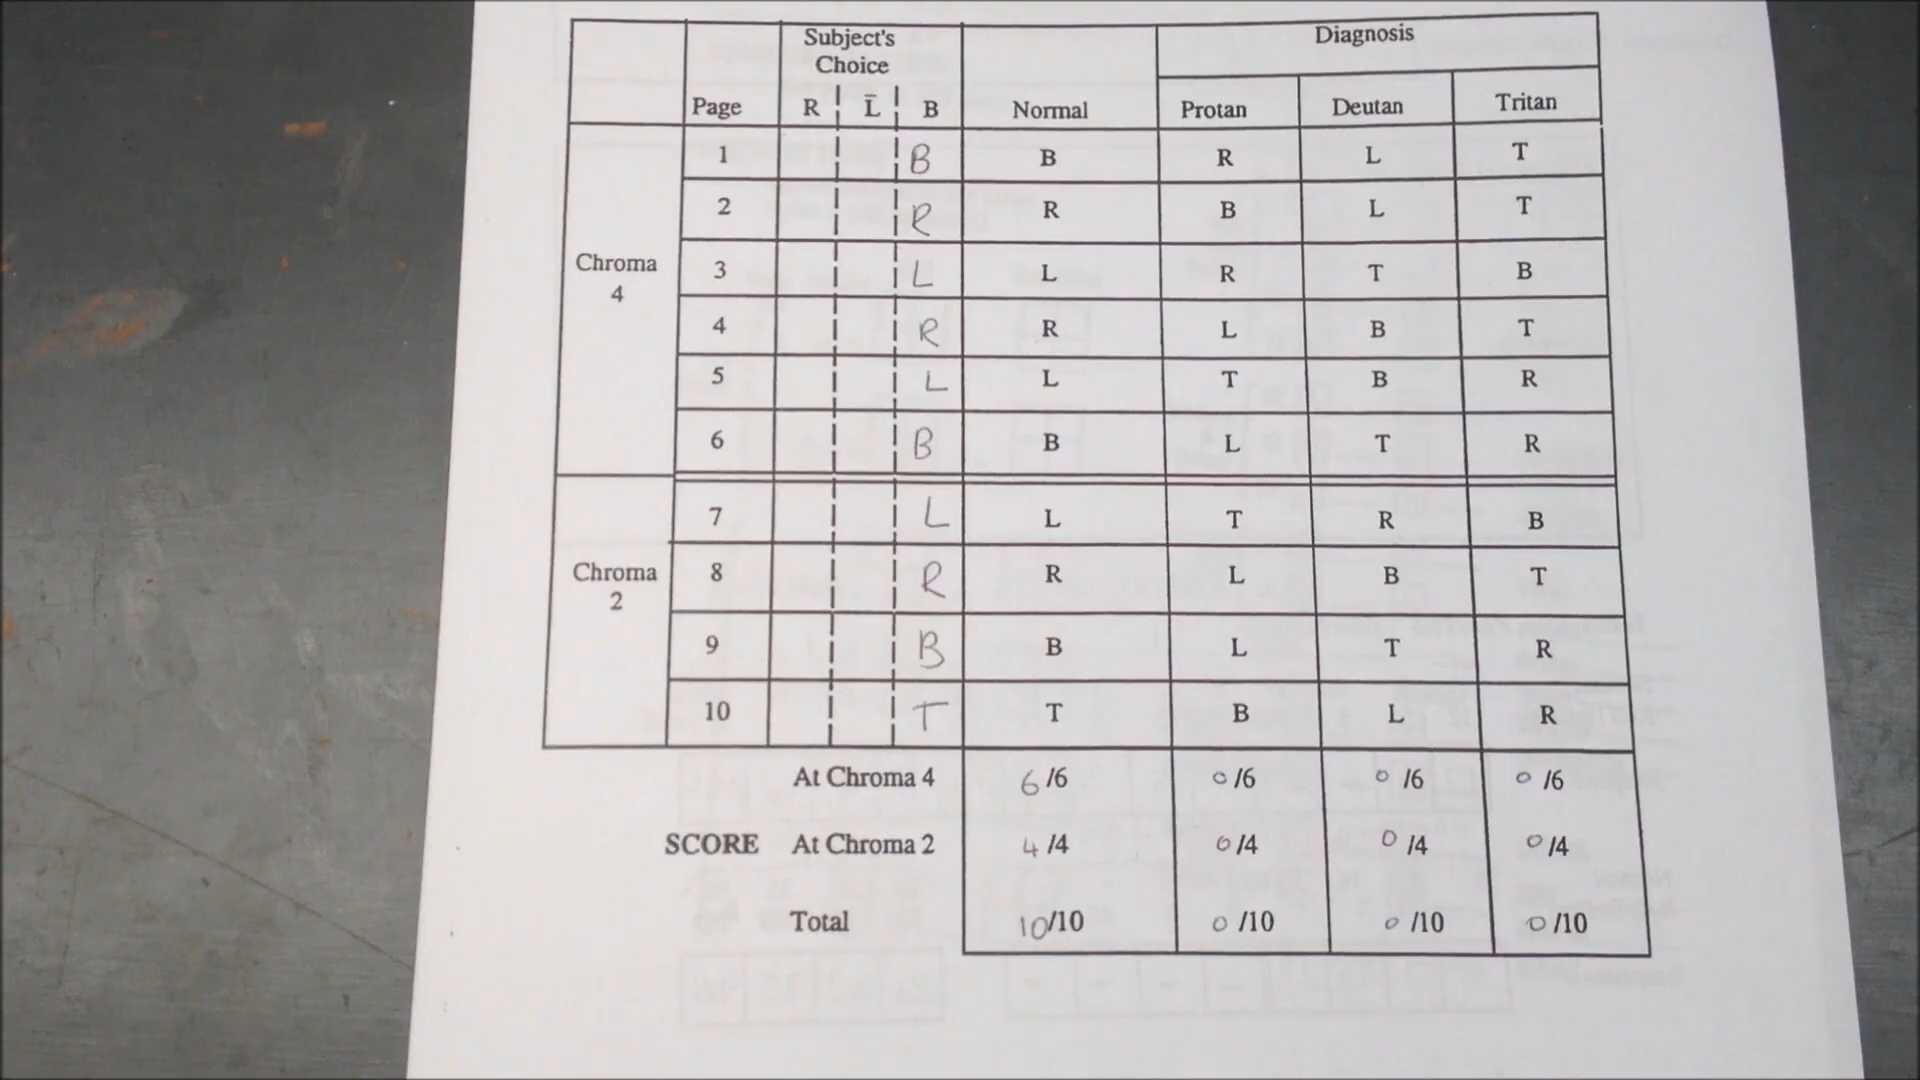 Subject's Choice Diagnosis
Page R L̄ B Normal Protan Deutan Tritan
1 B B R L T
2 R R B L T
Chroma 4
3 L L R T B
4 R R L B T
5 L L T B R
6 B B L T R
7 L L T R B
Chroma 2
8 R R L B T
9 B B L T R
10 T T B L R
At Chroma 4 6/6 0/6 0/6 0/6
SCORE At Chroma 2 4/4 0/4 0/4 0/4
Total 10/10 0/10 0/10 0/10